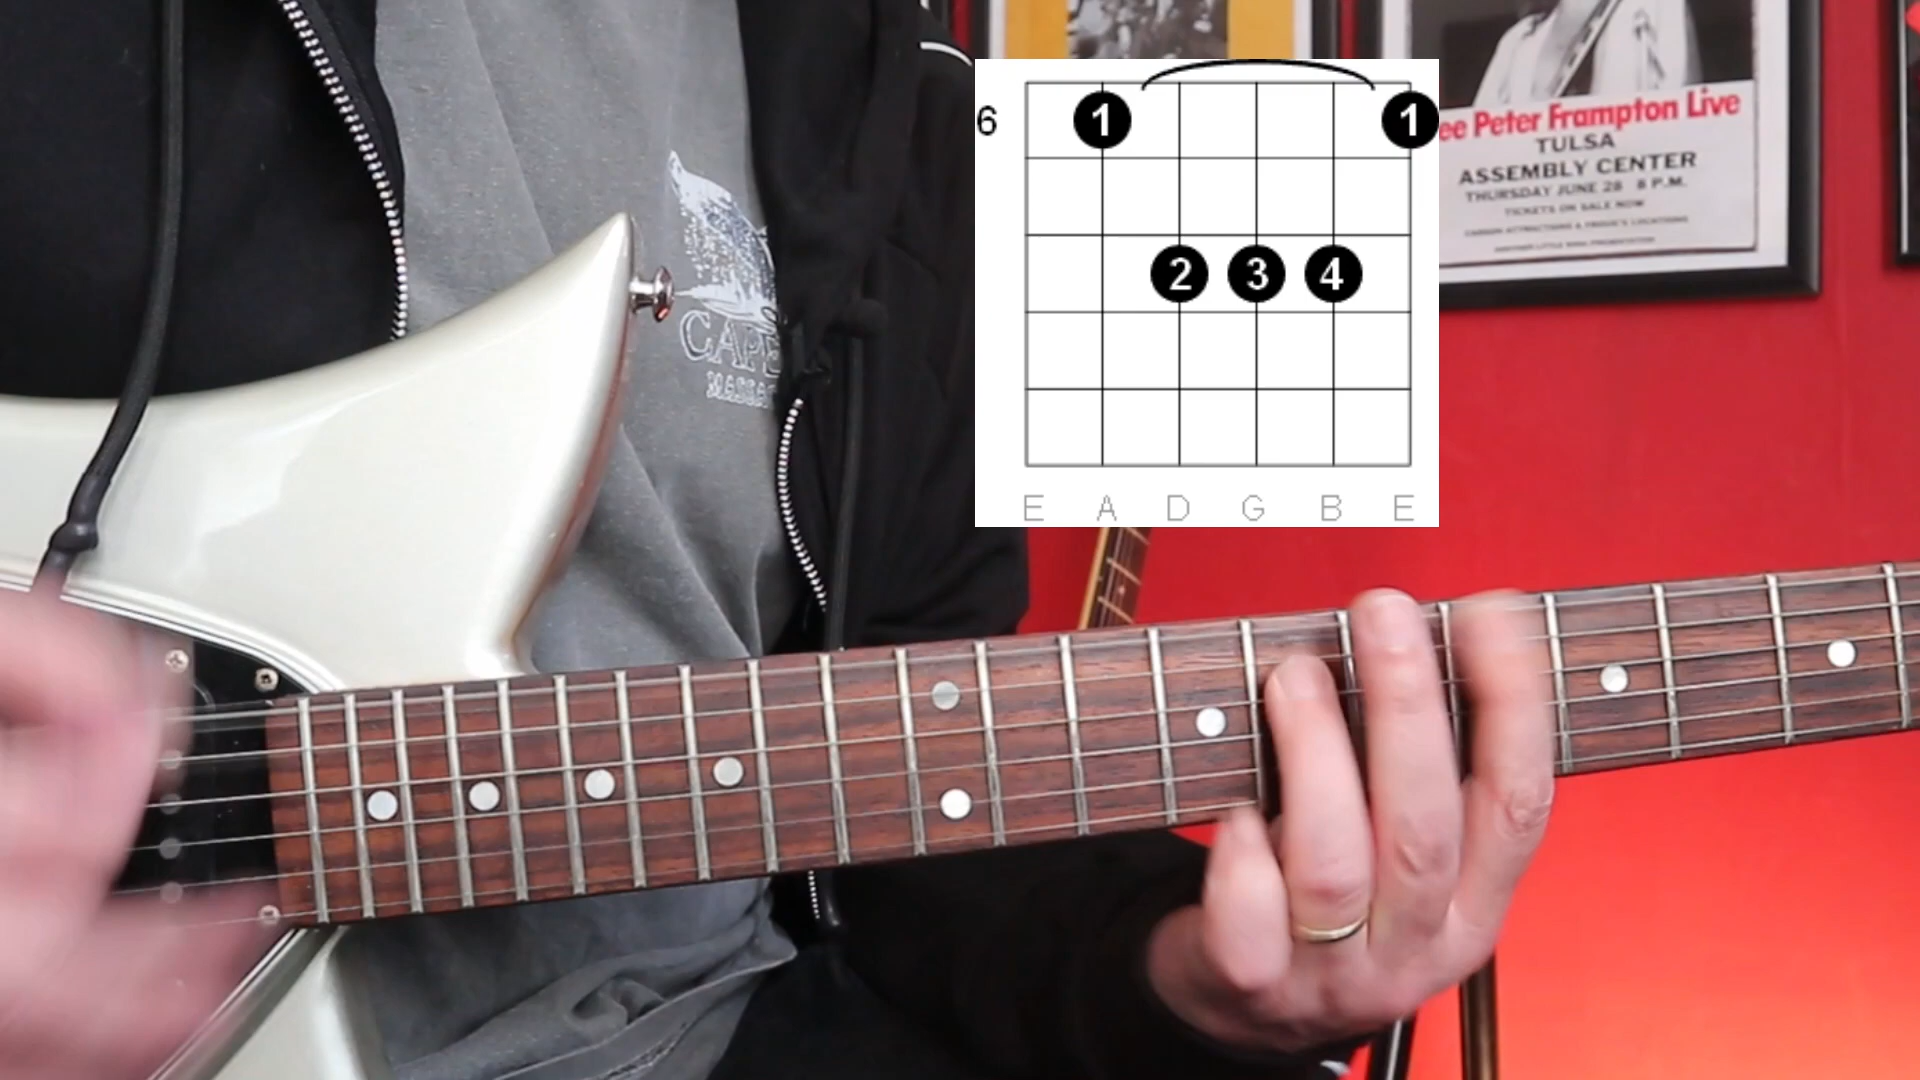 6
1 1
2 3 4
E A D G B E
ee Peter Frampton Live
TULSA
ASSEMBLY CENTER
THURSDAY JUNE 28 8 P.M.
TICKETS ON SALE NOW
CAPE
MASSA